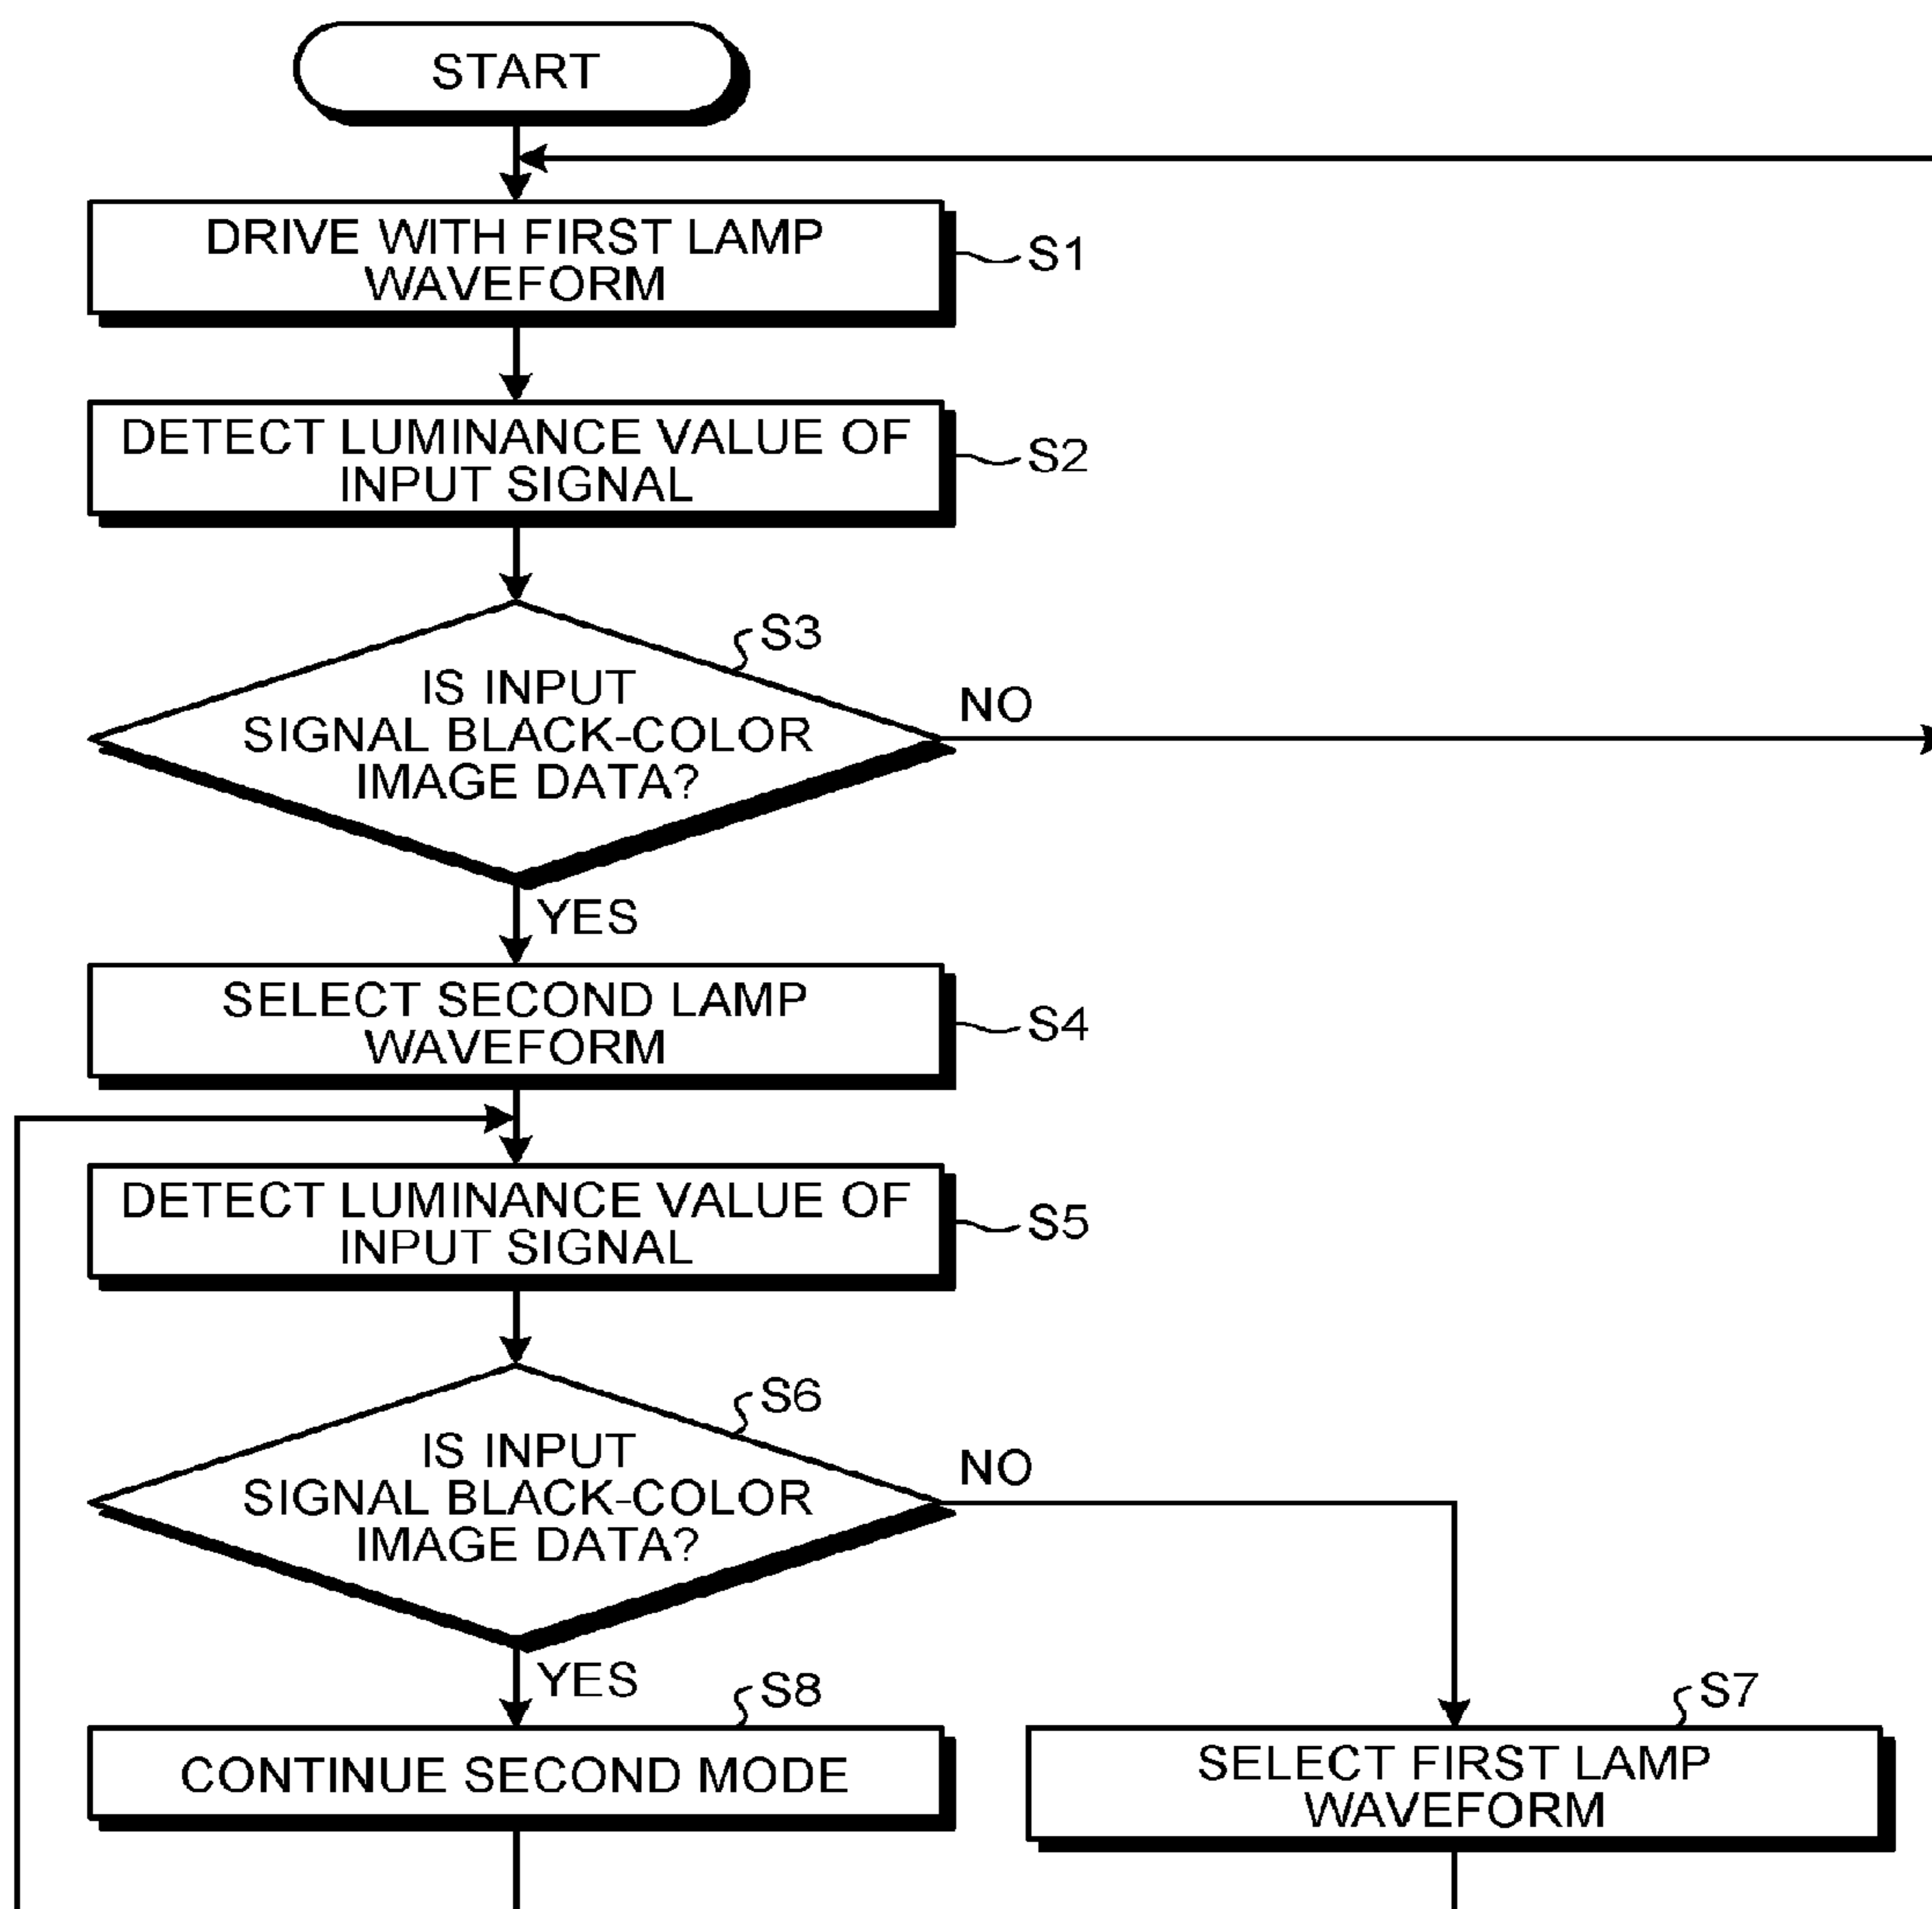 START
DRIVE WITH FIRST LAMP
WAVEFORM
S1
DETECT LUMINANCE VALUE OF
INPUT SIGNAL
S2
S3
IS INPUT
SIGNAL BLACK-COLOR
IMAGE DATA?
NO
YES
SELECT SECOND LAMP
WAVEFORM
S4
DETECT LUMINANCE VALUE OF
INPUT SIGNAL
S5
S6
IS INPUT
SIGNAL BLACK-COLOR
IMAGE DATA?
NO
YES
S8
CONTINUE SECOND MODE
S7
SELECT FIRST LAMP
WAVEFORM